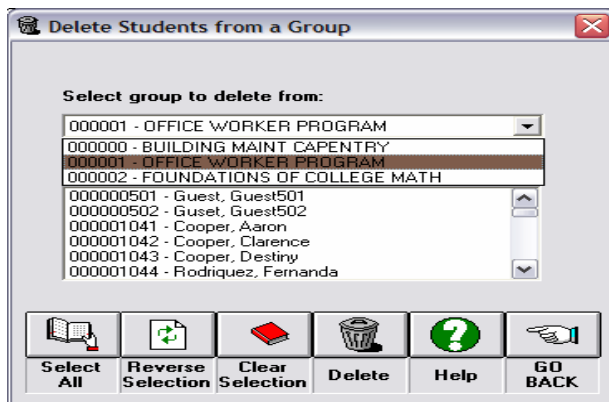 Delete Students from a Group
Select group to delete from:
000001 - OFFICE WORKER PROGRAM
000000 - BUILDING MAINT CAPENTRY
000001 - OFFICE WORKER PROGRAM
000002 - FOUNDATIONS OF COLLEGE MATH
000000501 - Guest, Guest501
000000502 - Guset, Guest502
000001041 - Cooper, Aaron
000001042 - Cooper, Clarence
000001043 - Cooper, Destiny
000001044 - Rodriquez, Fernanda
Select All
Reverse Selection
Clear Selection
Delete
Help
GO BACK